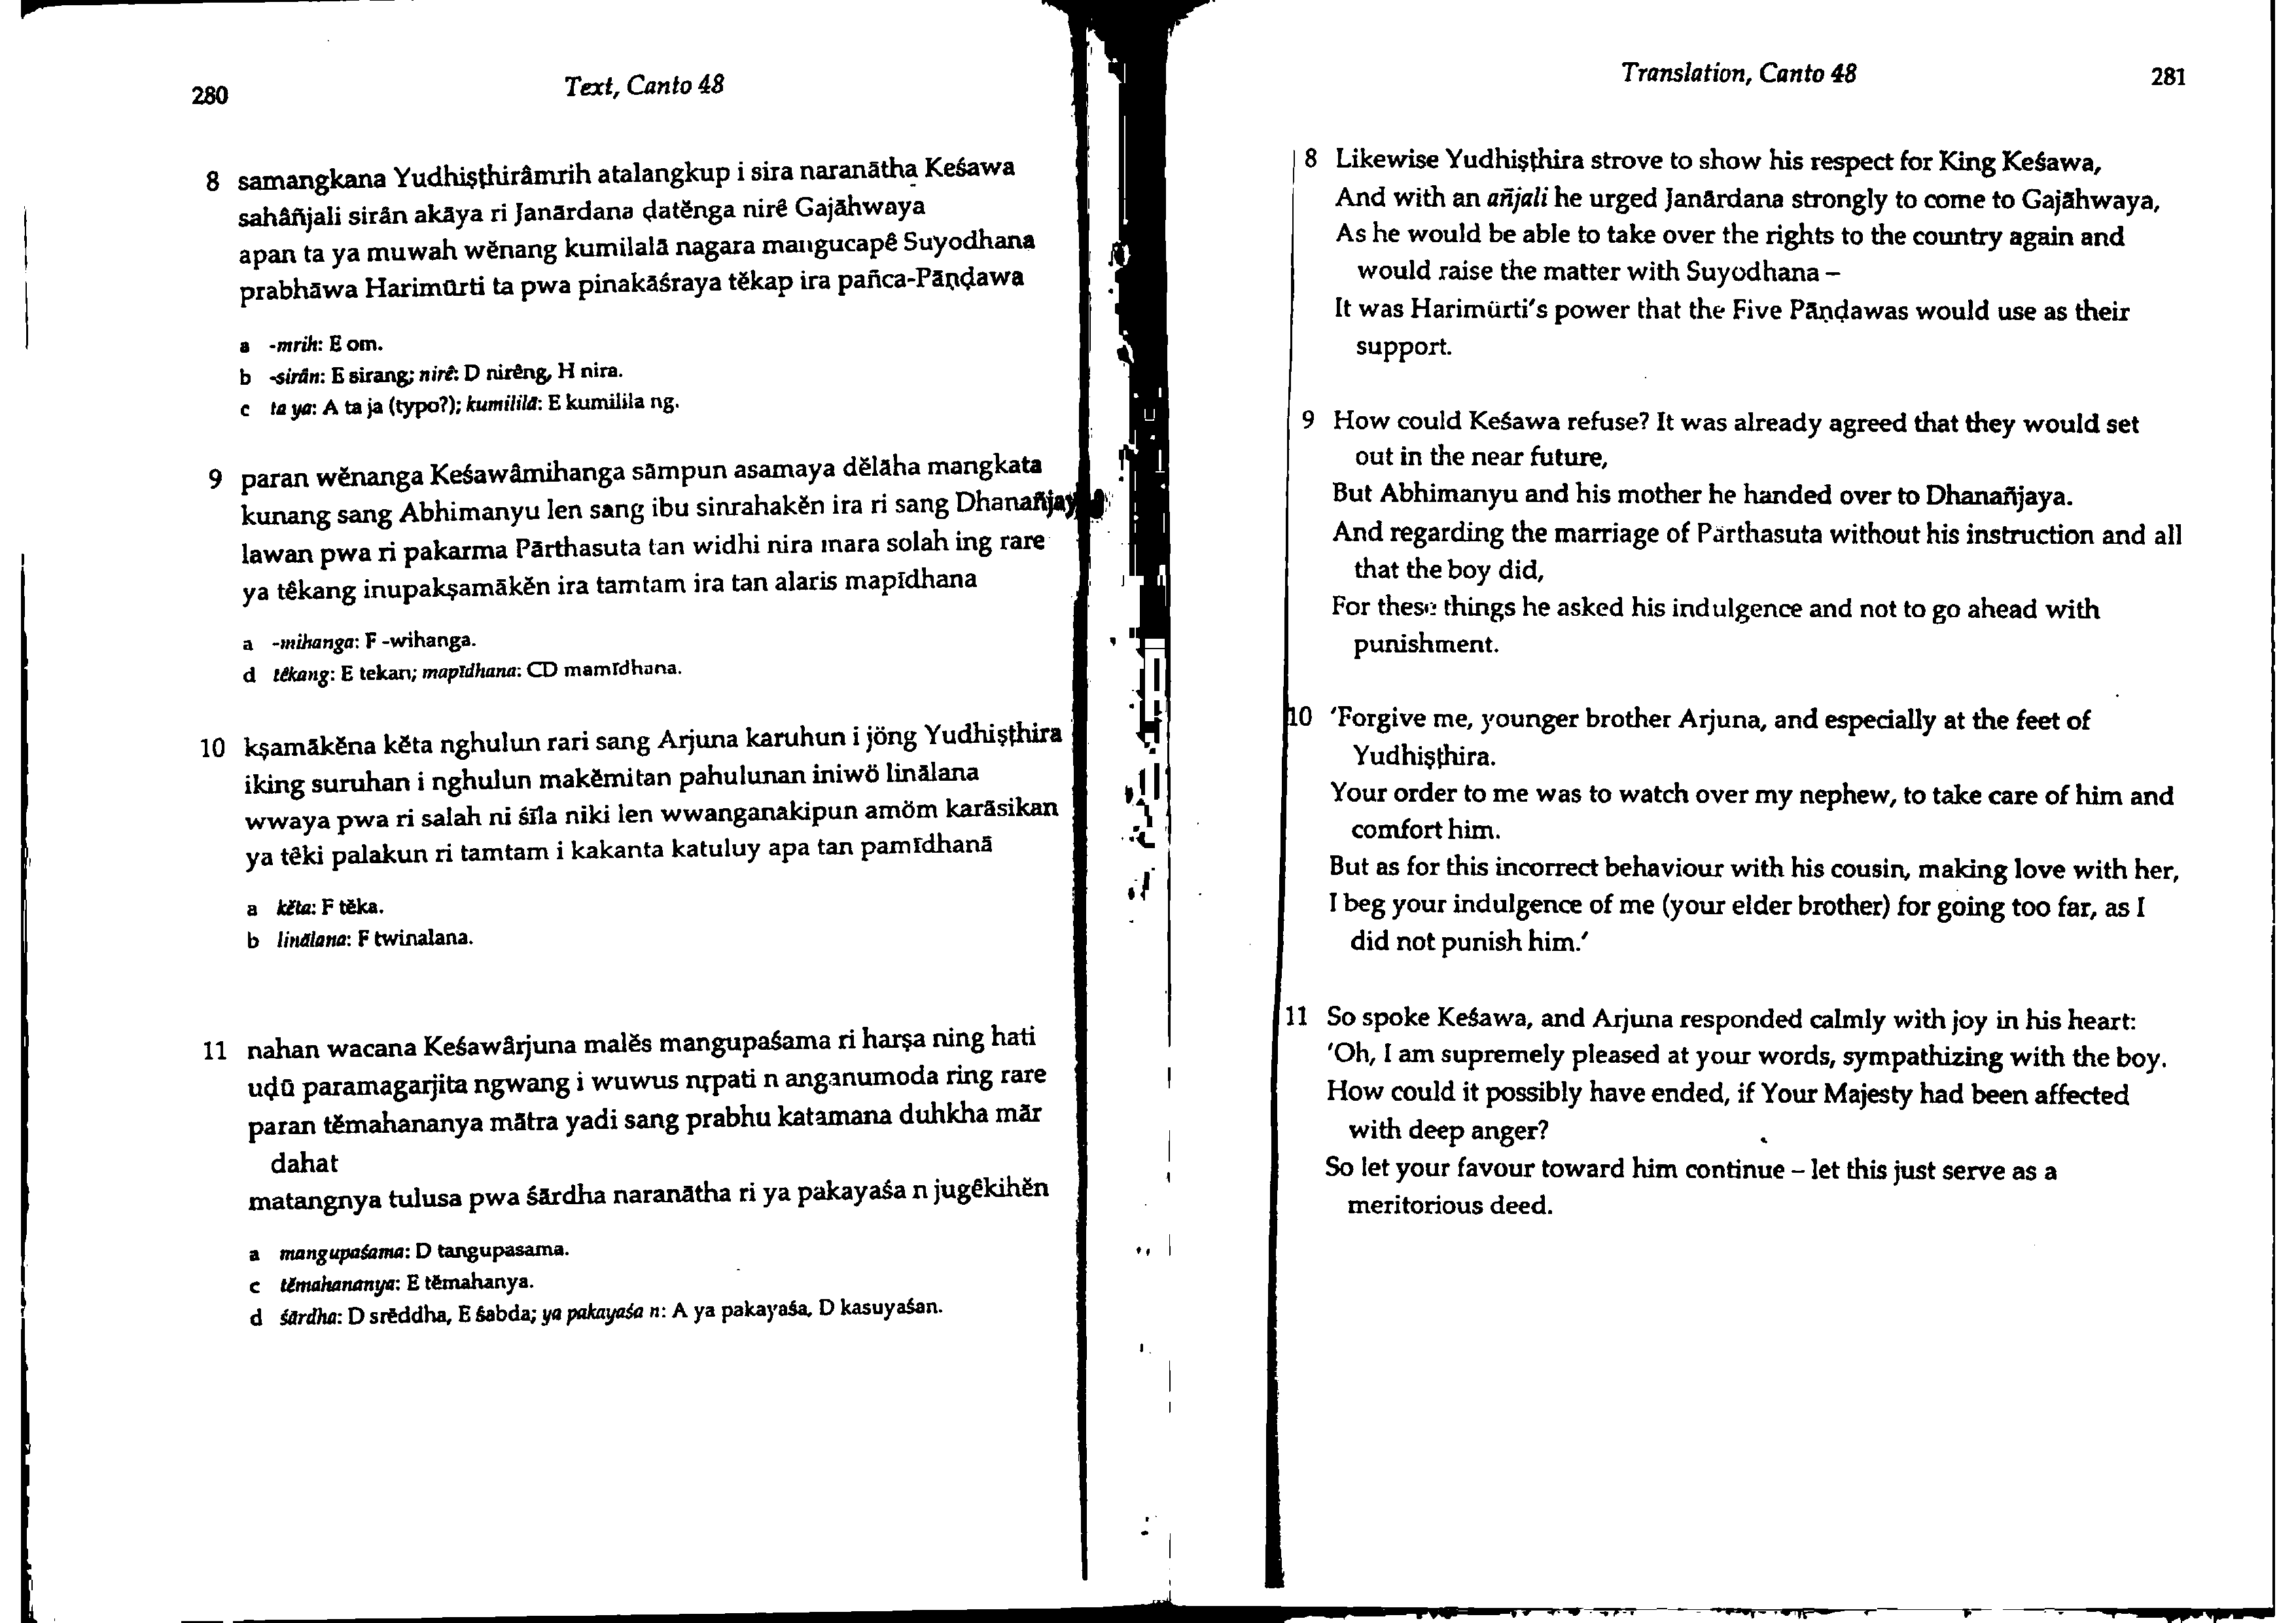 280
Text, Canto 48
8 samangkana Yudhiṣṭhirâmrih atalangkup i sira naranātha Keśawa
sahâñjali sirân akāya ri Janārdana ḍatĕnga nirê Gajāhwaya
apan ta ya muwah wĕnang kumilalā nagara mangucapê Suyodhana
prabhāwa Harimūrti ta pwa pinakāśraya tĕkap ira pañca-Pāṇḍawa
a -mrih: E om.
b -sirân: E sirang; nirê: D nirêng, H nira.
c ta ya: A ta ja (typo?); kumililā: E kumilila ng.
9 paran wĕnanga Keśawâmihanga sāmpun asamaya dĕlāha mangkata
kunang sang Abhimanyu len sang ibu sinrahakĕn ira ri sang Dhanañjay
lawan pwa ri pakarma Pārthasuta tan widhi nira mara solah ing rare
ya têkang inupakṣamākĕn ira tamtam ira tan alaris mapīdhana
a -mihanga: F -wihanga.
d têkang: E tekan; mapīdhana: CD mamīdhana.
10 kṣamākĕna kĕta nghulun rari sang Arjuna karuhun i jöng Yudhiṣṭhira
iking suruhan i nghulun makĕmitan pahulunan iniwö linālana
wwaya pwa ri salah ni śīla niki len wwanganakipun amöm karāsikan
ya têki palakun ri tamtam i kakanta katuluy apa tan pamīdhanā
a kĕta: F tĕka.
b linālana: F twinalana.
11 nahan wacana Keśawârjuna malĕs mangupaśama ri harṣa ning hati
uḍū paramagarjita ngwang i wuwus nṛpati n anganumoda ring rare
paran tĕmahananya mātra yadi sang prabhu katamana duhkha mār
dahat
matangnya tulusa pwa śārdha naranātha ri ya pakayaśa n jugêkihĕn
a mangupaśama: D tangupasama.
c tĕmahananya: E tĕmahanya.
d śārdha: D srĕddha, E śabda; ya pakayaśa n: A ya pakayaśa, D kasuyaśan.
Translation, Canto 48
281
8 Likewise Yudhiṣṭhira strove to show his respect for King Keśawa,
And with an añjali he urged Janārdana strongly to come to Gajāhwaya,
As he would be able to take over the rights to the country again and
would raise the matter with Suyodhana –
It was Harimūrti's power that the Five Pāṇḍawas would use as their
support.
9 How could Keśawa refuse? It was already agreed that they would set
out in the near future,
But Abhimanyu and his mother he handed over to Dhanañjaya.
And regarding the marriage of Pārthasuta without his instruction and all
that the boy did,
For these things he asked his indulgence and not to go ahead with
punishment.
10 'Forgive me, younger brother Arjuna, and especially at the feet of
Yudhiṣṭhira.
Your order to me was to watch over my nephew, to take care of him and
comfort him.
But as for this incorrect behaviour with his cousin, making love with her,
I beg your indulgence of me (your elder brother) for going too far, as I
did not punish him.'
11 So spoke Keśawa, and Arjuna responded calmly with joy in his heart:
'Oh, I am supremely pleased at your words, sympathizing with the boy.
How could it possibly have ended, if Your Majesty had been affected
with deep anger?
So let your favour toward him continue – let this just serve as a
meritorious deed.